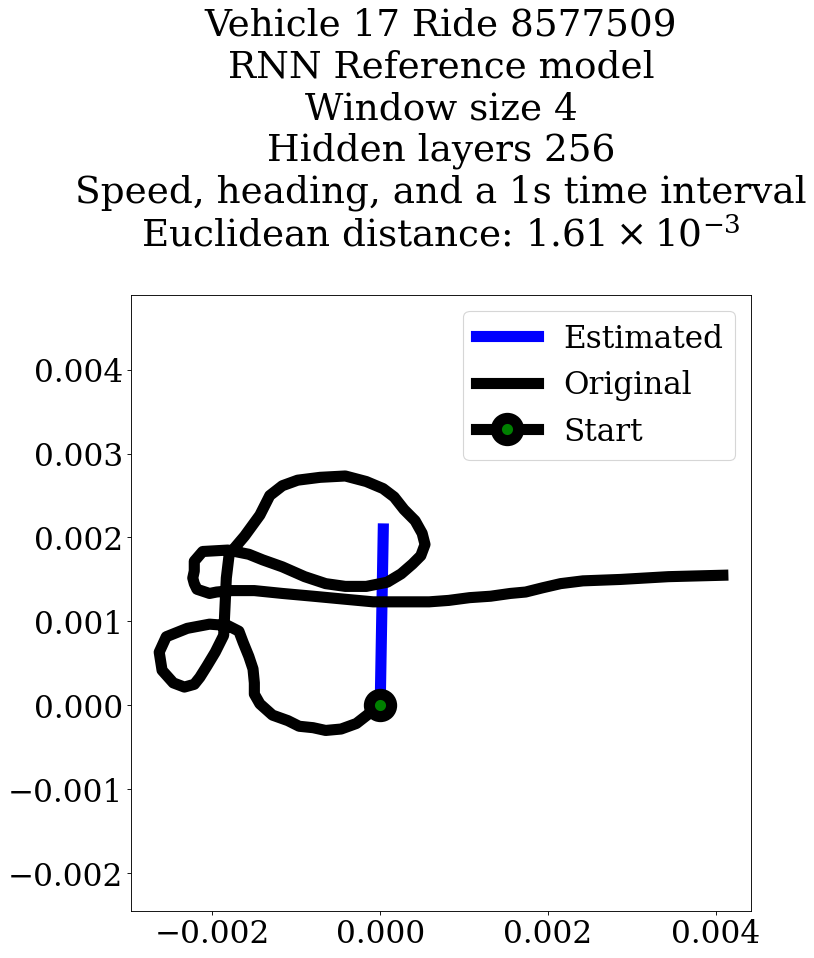 Vehicle 17 Ride 8577509
RNN Reference model
Window size 4
Hidden layers 256
Speed, heading, and a 1s time interval
Euclidean distance: 1.61 × 10⁻³
Estimated
Original
Start
0.004
0.003
0.002
0.001
0.000
−0.001
−0.002
−0.002 0.000 0.002 0.004